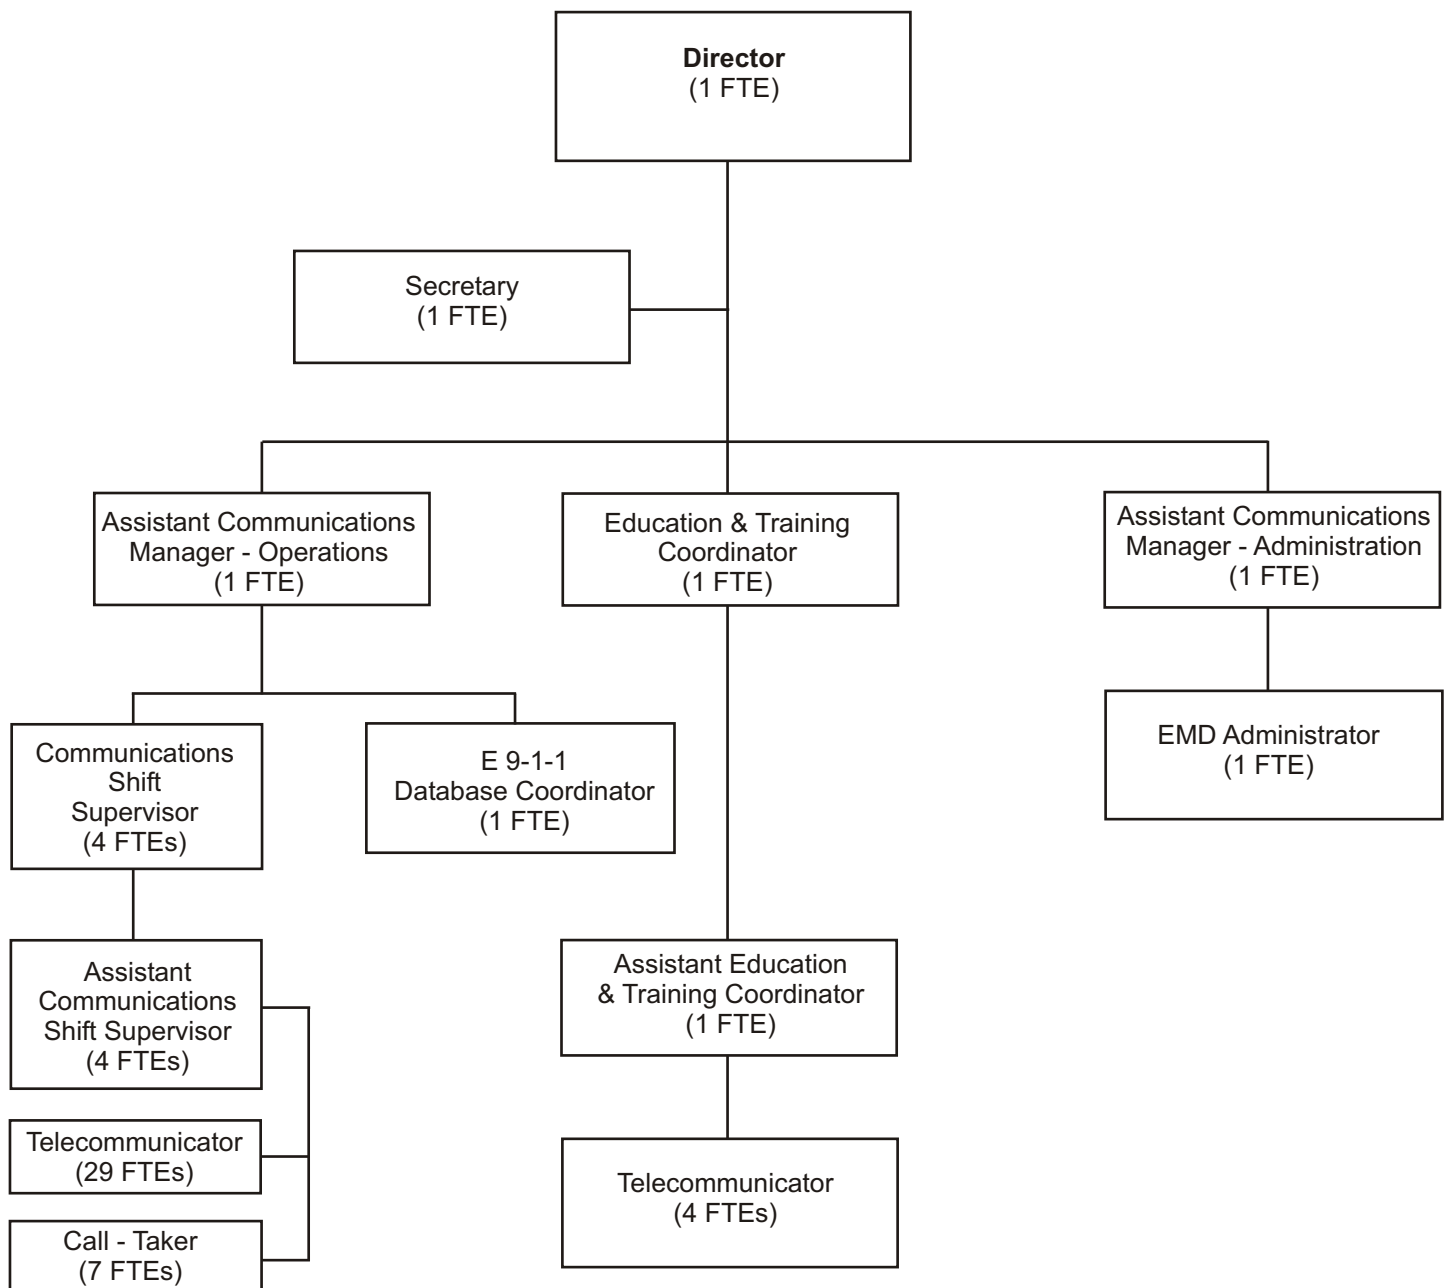 Director
(1 FTE)
Secretary
(1 FTE)
Assistant Communications
Manager - Operations
(1 FTE)
Education & Training
Coordinator
(1 FTE)
Assistant Communications
Manager - Administration
(1 FTE)
Communications
Shift
Supervisor
(4 FTEs)
E 9-1-1
Database Coordinator
(1 FTE)
EMD Administrator
(1 FTE)
Assistant
Communications
Shift Supervisor
(4 FTEs)
Assistant Education
& Training Coordinator
(1 FTE)
Telecommunicator
(29 FTEs)
Telecommunicator
(4 FTEs)
Call - Taker
(7 FTEs)